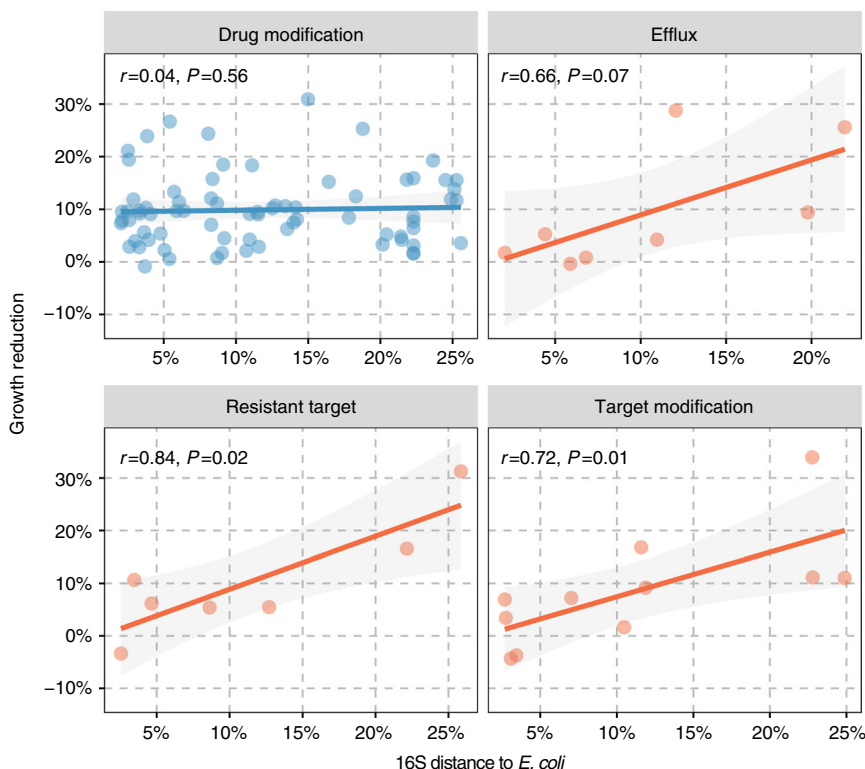 Drug modification
Efflux
r=0.04, P=0.56
r=0.66, P=0.07
30%
20%
10%
0%
−10%
5%
10%
15%
20%
25%
5%
10%
15%
20%
Growth reduction
Resistant target
Target modification
r=0.84, P=0.02
r=0.72, P=0.01
30%
20%
10%
0%
−10%
5%
10%
15%
20%
25%
5%
10%
15%
20%
25%
16S distance to E. coli